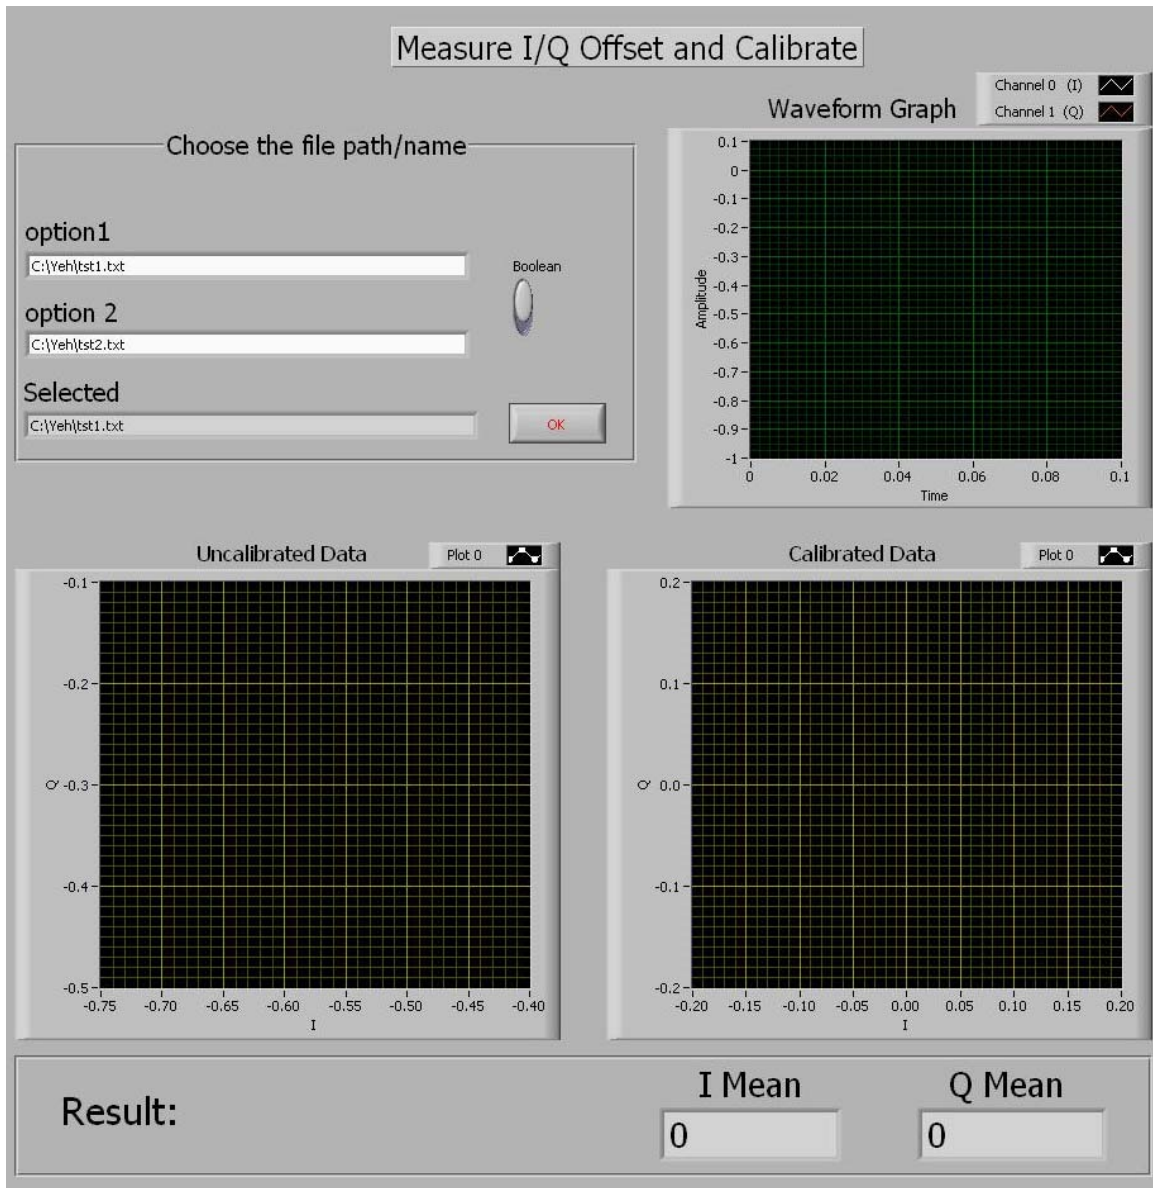 Measure I/Q Offset and Calibrate
Channel 0 (I)
Waveform Graph
Channel 1 (Q)
Choose the file path/name
option1
C:\Yeh\tst1.txt
Boolean
option 2
C:\Yeh\tst2.txt
Selected
C:\Yeh\tst1.txt
OK
0.1
0
-0.1
-0.2
-0.3
-0.4
-0.5
-0.6
-0.7
-0.8
-0.9
-1
Amplitude
0 0.02 0.04 0.06 0.08 0.1
Time
Uncalibrated Data
Plot 0
-0.1
-0.2
-0.3
-0.4
-0.5
Q
-0.75 -0.70 -0.65 -0.60 -0.55 -0.50 -0.45 -0.40
I
Calibrated Data
Plot 0
0.2
0.1
0.0
-0.1
-0.2
Q
-0.20 -0.15 -0.10 -0.05 0.00 0.05 0.10 0.15 0.20
I
Result:
I Mean
0
Q Mean
0